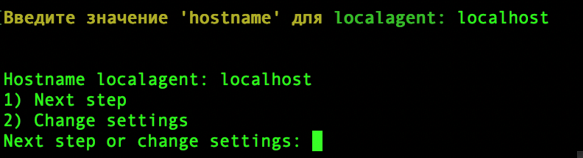 Введите значение 'hostname' для localagent: localhost
Hostname localagent: localhost
1) Next step
2) Change settings
Next step or change settings: